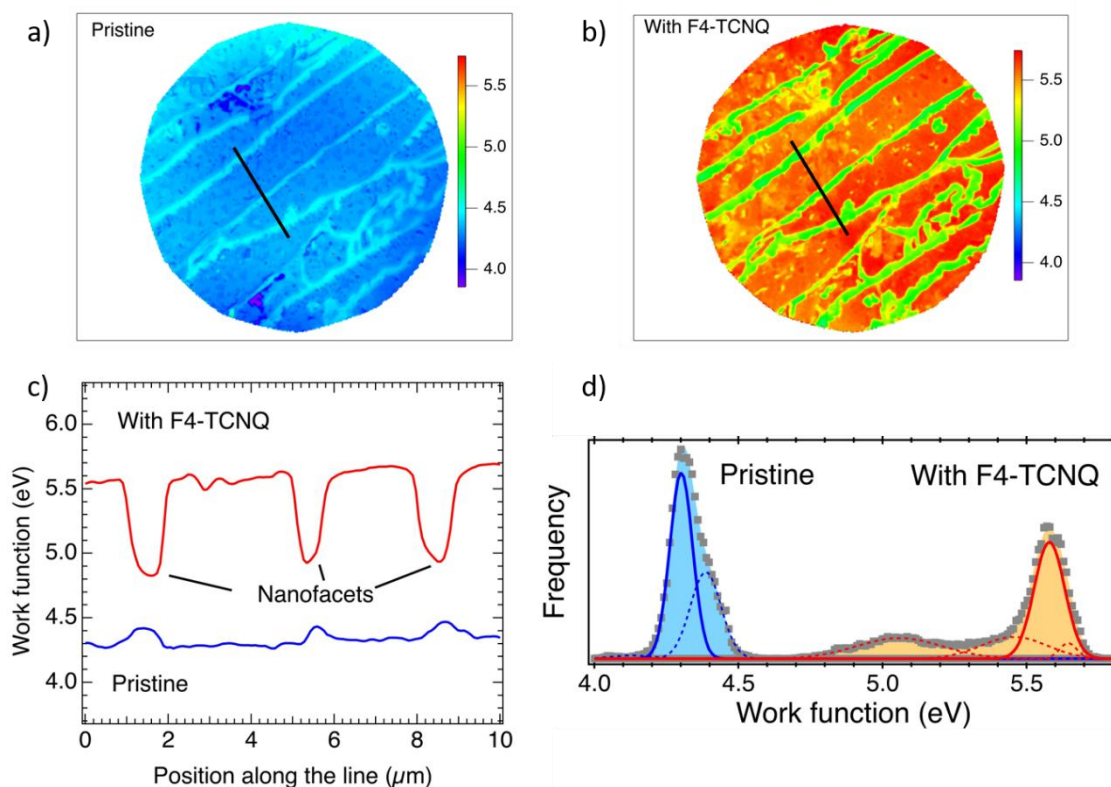 a)
Pristine
5.5
5.0
4.5
4.0
b)
With F4-TCNQ
5.5
5.0
4.5
4.0
c)
With F4-TCNQ
Nanofacets
Pristine
Work function (eV)
6.0
5.5
5.0
4.5
4.0
0
2
4
6
8
10
Position along the line (μm)
d)
Pristine
With F4-TCNQ
Frequency
4.0
4.5
5.0
5.5
Work function (eV)